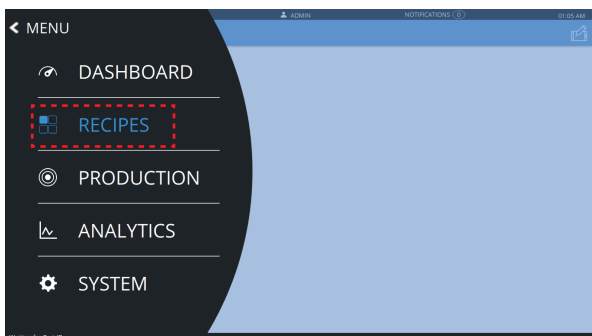 ADMIN
NOTIFICATIONS 0
01:05 AM
MENU
DASHBOARD
RECIPES
PRODUCTION
ANALYTICS
SYSTEM